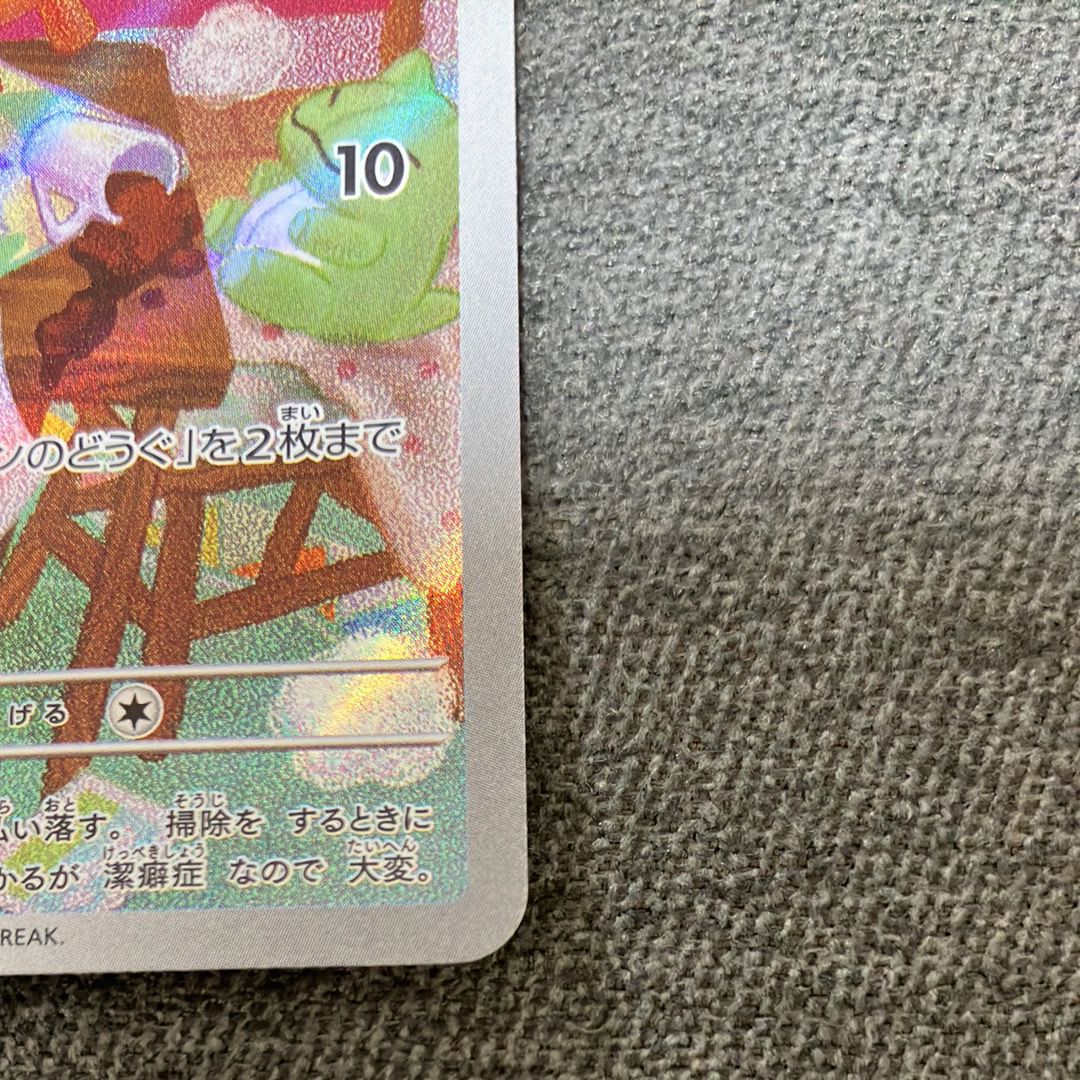 10
ンのどうぐ」を2枚まで
げる
い落す。 掃除を するときに
かるが 潔癖症 なので 大変。
REAK.